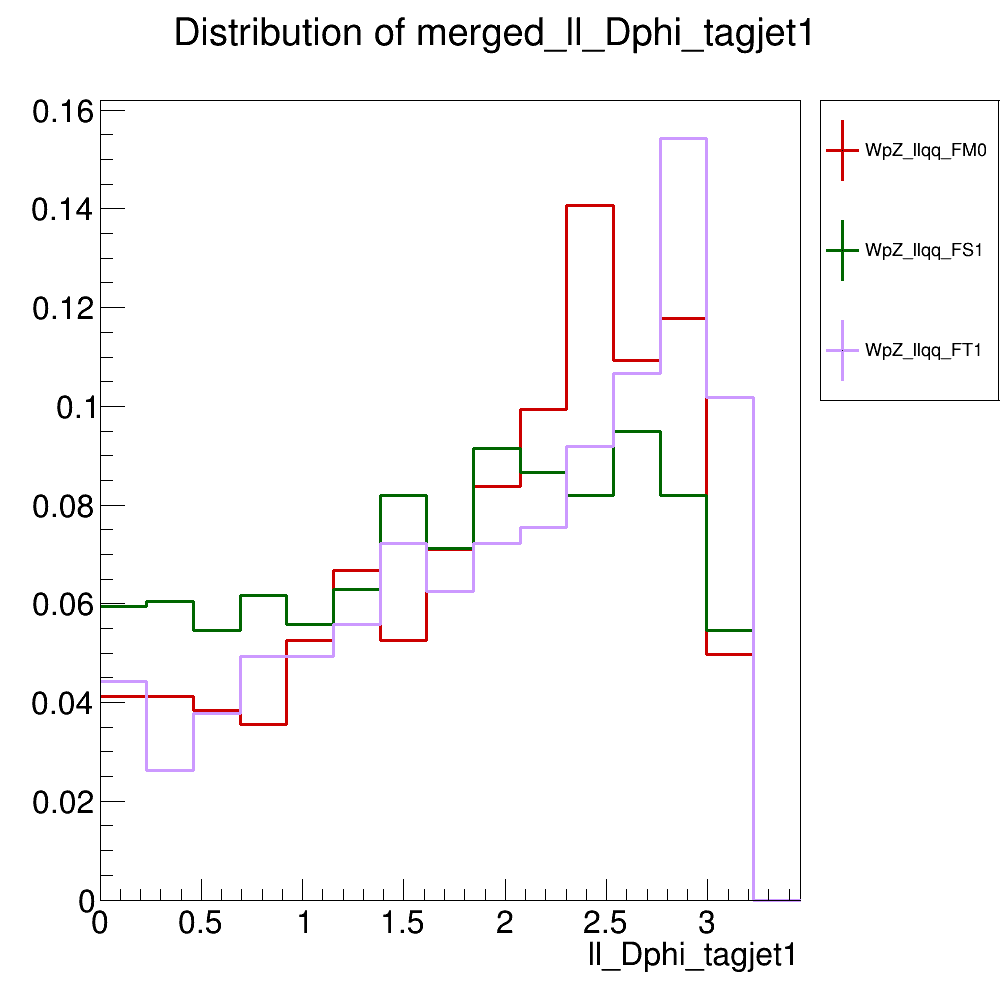 Distribution of merged_ll_Dphi_tagjet1
0.16
0.14
0.12
0.1
0.08
0.06
0.04
0.02
0
0 0.5 1 1.5 2 2.5 3
ll_Dphi_tagjet1
WpZ_llqq_FM0
WpZ_llqq_FS1
WpZ_llqq_FT1